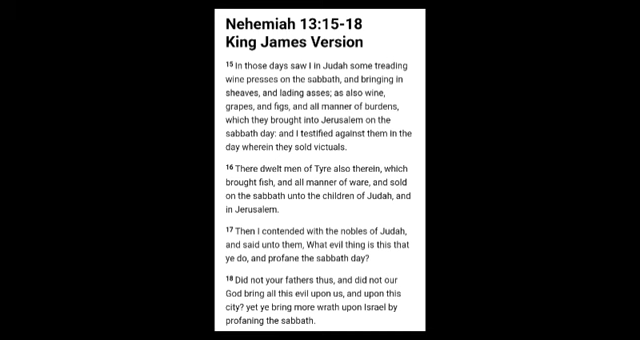 Nehemiah 13:15-18
King James Version
15 In those days saw I in Judah some treading
wine presses on the sabbath, and bringing in
sheaves, and lading asses; as also wine,
grapes, and figs, and all manner of burdens,
which they brought into Jerusalem on the
sabbath day: and I testified against them in the
day wherein they sold victuals.
16 There dwelt men of Tyre also therein, which
brought fish, and all manner of ware, and sold
on the sabbath unto the children of Judah, and
in Jerusalem.
17 Then I contended with the nobles of Judah,
and said unto them, What evil thing is this that
ye do, and profane the sabbath day?
18 Did not your fathers thus, and did not our
God bring all this evil upon us, and upon this
city? yet ye bring more wrath upon Israel by
profaning the sabbath.